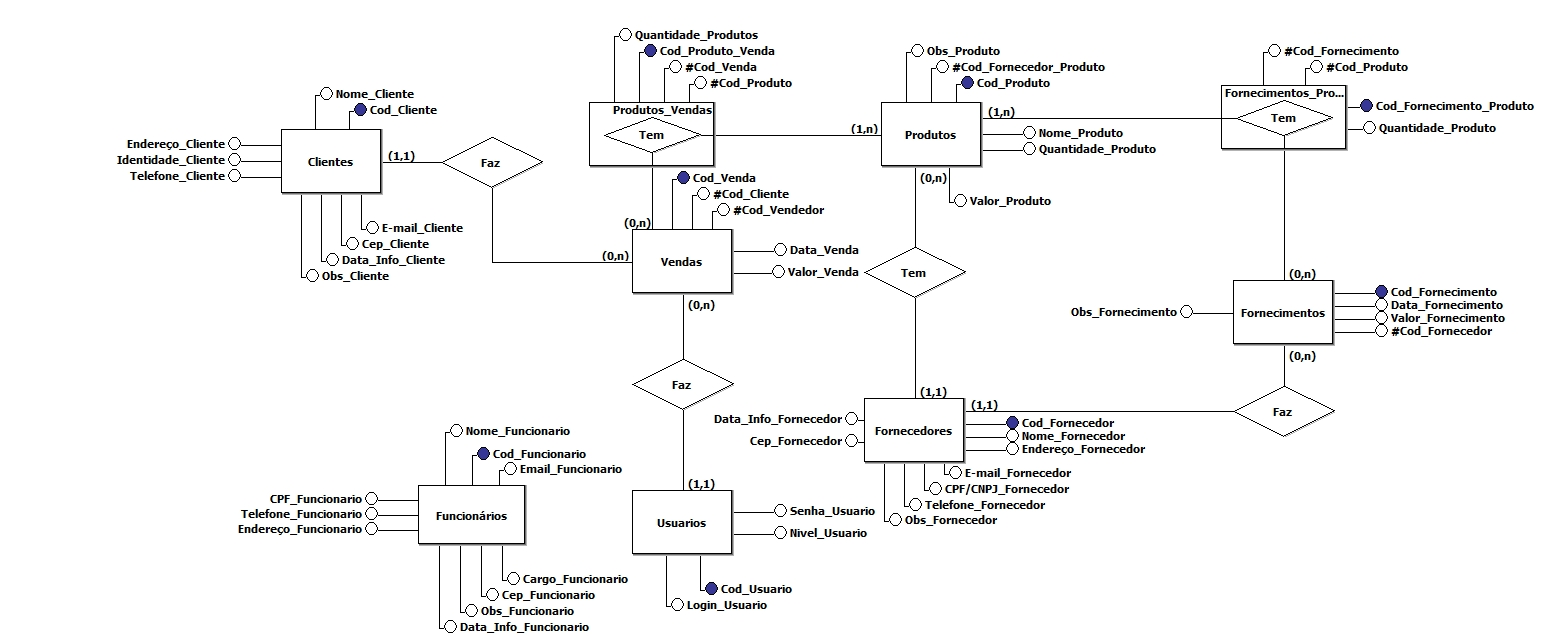 Quantidade_Produtos
Cod_Produto_Venda
#Cod_Venda
#Cod_Produto
Produtos_Vendas
Tem
Obs_Produto
#Cod_Fornecedor_Produto
Cod_Produto
(1,n)
Produtos
(1,n)
Nome_Produto
Quantidade_Produto
(0,n)
Valor_Produto
#Cod_Fornecimento
#Cod_Produto
Fornecimentos_Pro...
Tem
Cod_Fornecimento_Produto
Quantidade_Produto
Nome_Cliente
Cod_Cliente
Endereço_Cliente
Identidade_Cliente
Telefone_Cliente
Clientes
(1,1)
Faz
E-mail_Cliente
Cep_Cliente
Data_Info_Cliente
Obs_Cliente
Cod_Venda
#Cod_Cliente
#Cod_Vendedor
(0,n)
(0,n)
Vendas
Data_Venda
Valor_Venda
(0,n)
Tem
(0,n)
Obs_Fornecimento
Fornecimentos
Cod_Fornecimento
Data_Fornecimento
Valor_Fornecimento
#Cod_Fornecedor
(0,n)
Faz
Faz
(1,1)
(1,1)
Data_Info_Fornecedor
Cep_Fornecedor
Fornecedores
Cod_Fornecedor
Nome_Fornecedor
Endereço_Fornecedor
E-mail_Fornecedor
CPF/CNPJ_Fornecedor
Telefone_Fornecedor
Obs_Fornecedor
Nome_Funcionario
Cod_Funcionario
Email_Funcionario
CPF_Funcionario
Telefone_Funcionario
Endereço_Funcionario
Funcionários
Cargo_Funcionario
Cep_Funcionario
Obs_Funcionario
Data_Info_Funcionario
(1,1)
Usuarios
Senha_Usuario
Nivel_Usuario
Cod_Usuario
Login_Usuario